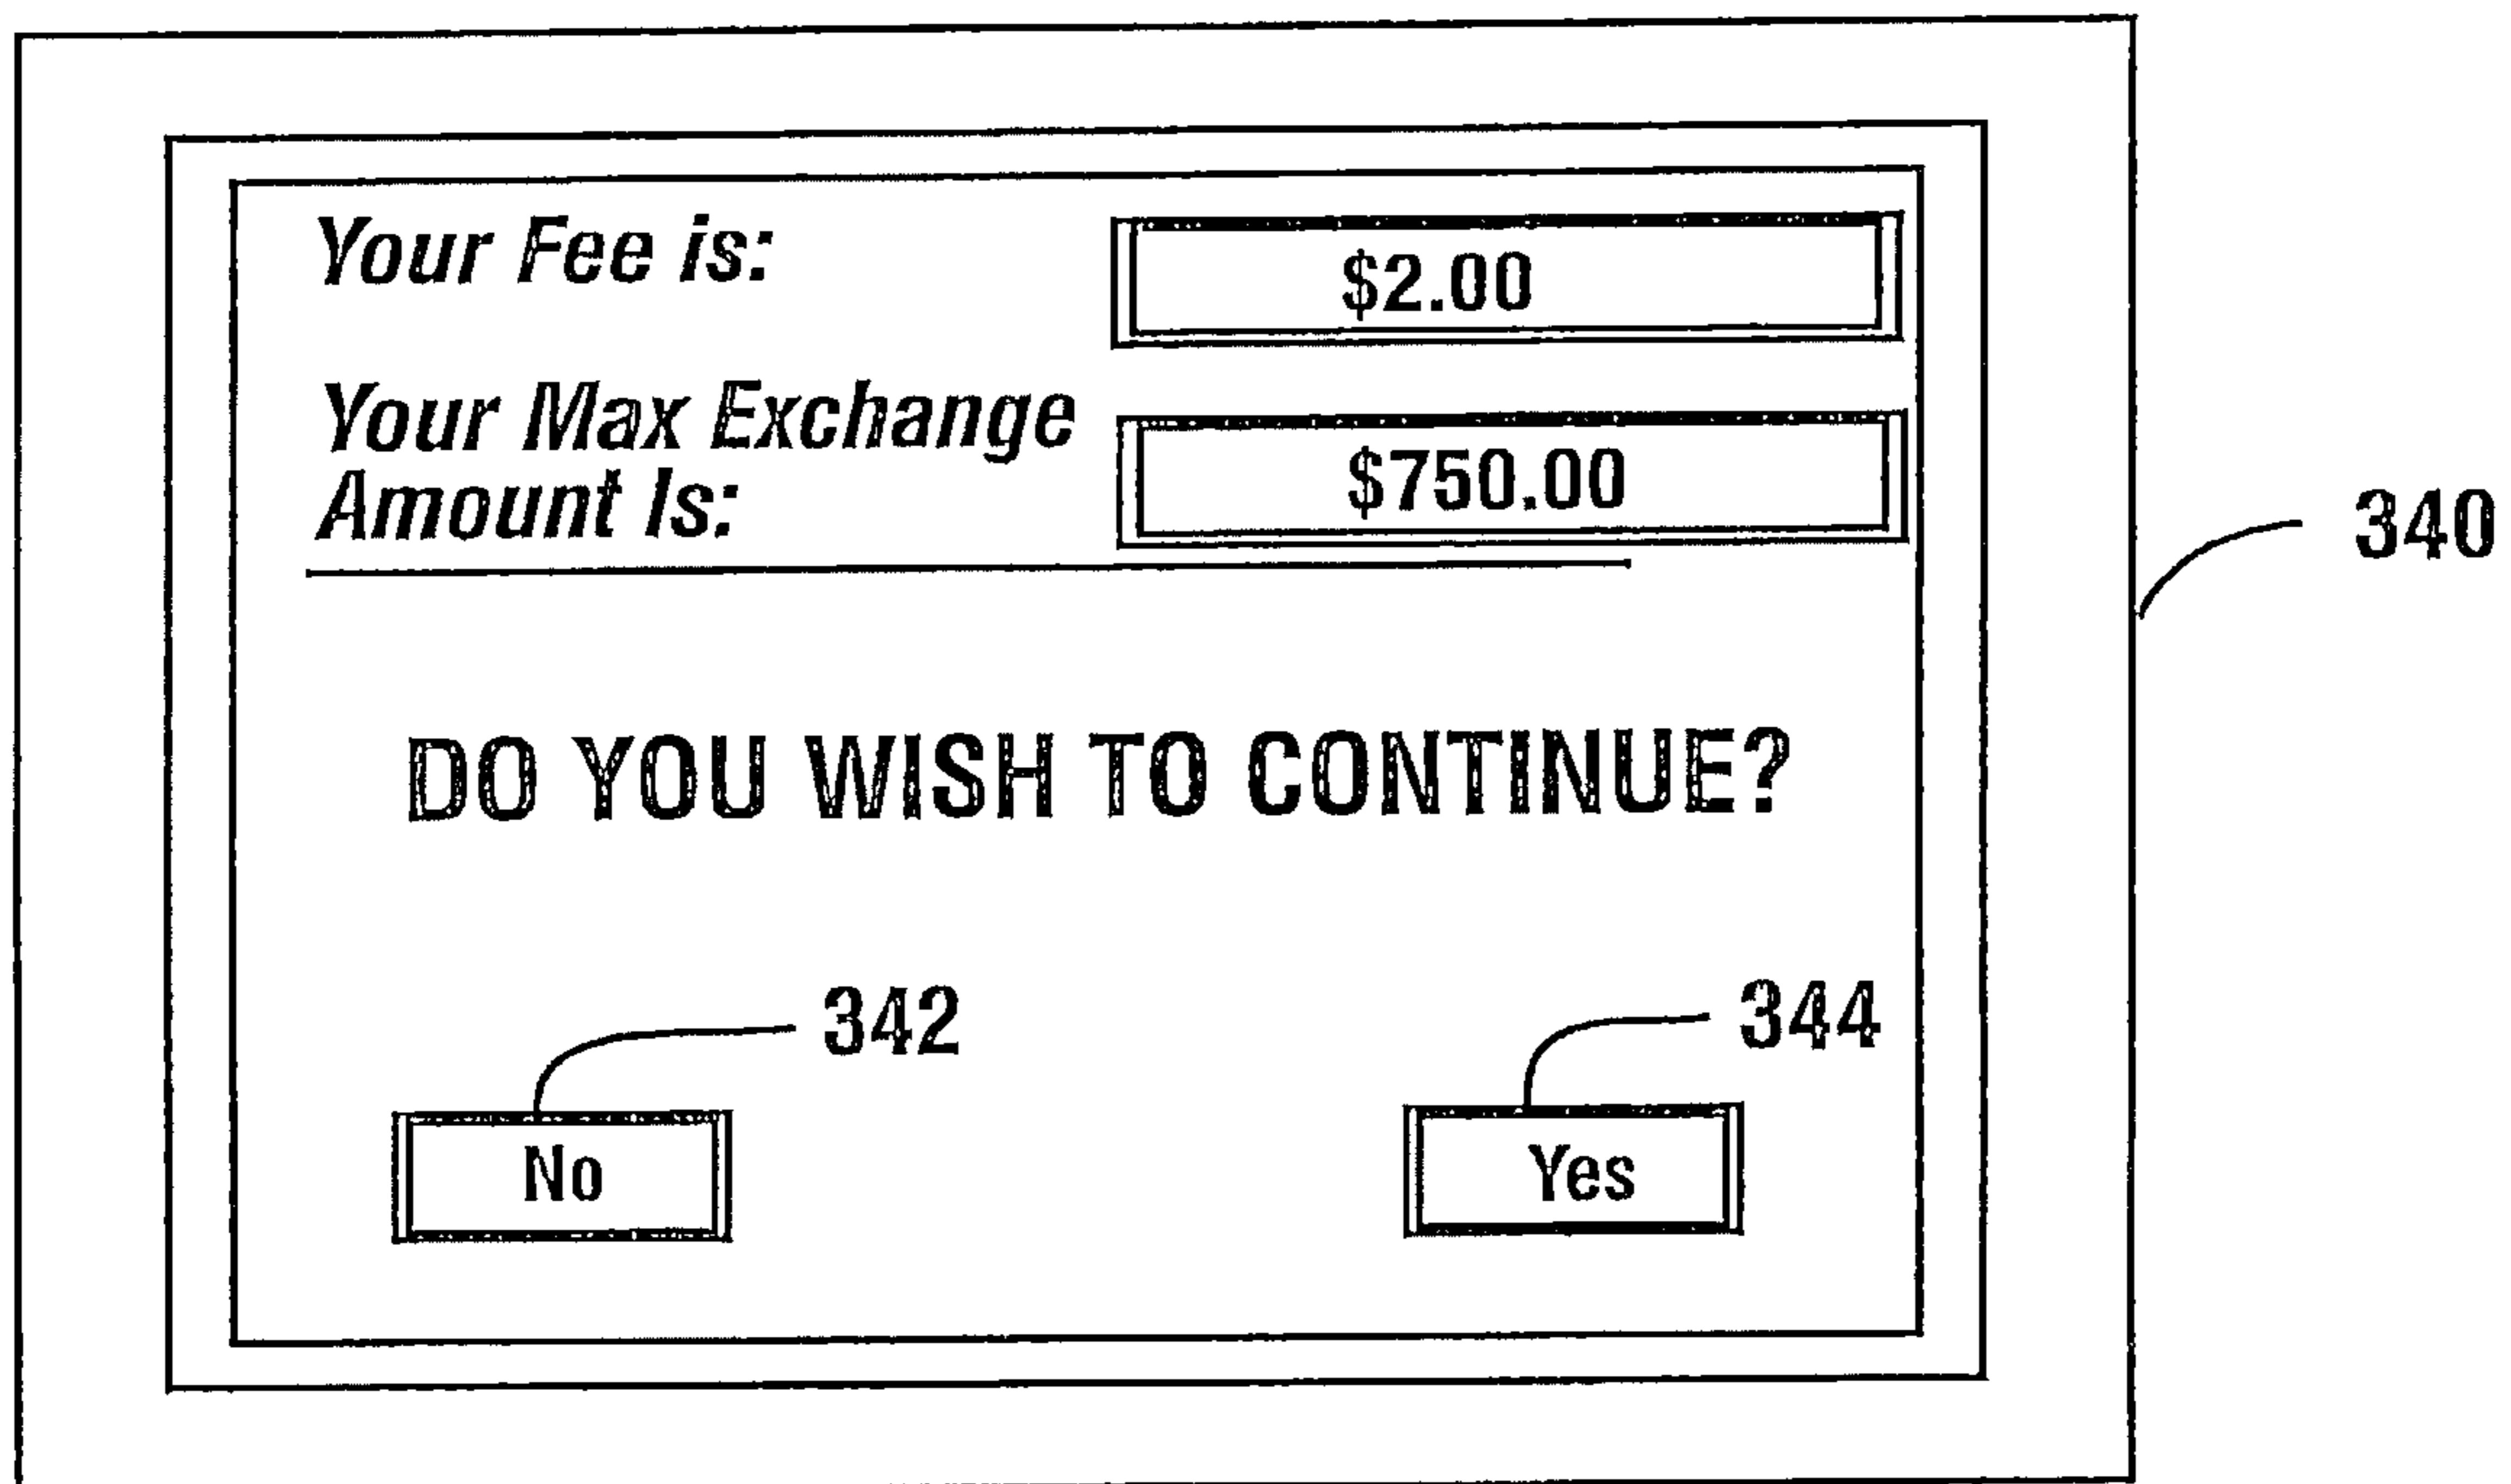 Your Fee is: $2.00
Your Max Exchange
Amount Is: $750.00
340
DO YOU WISH TO CONTINUE?
342 344
No Yes